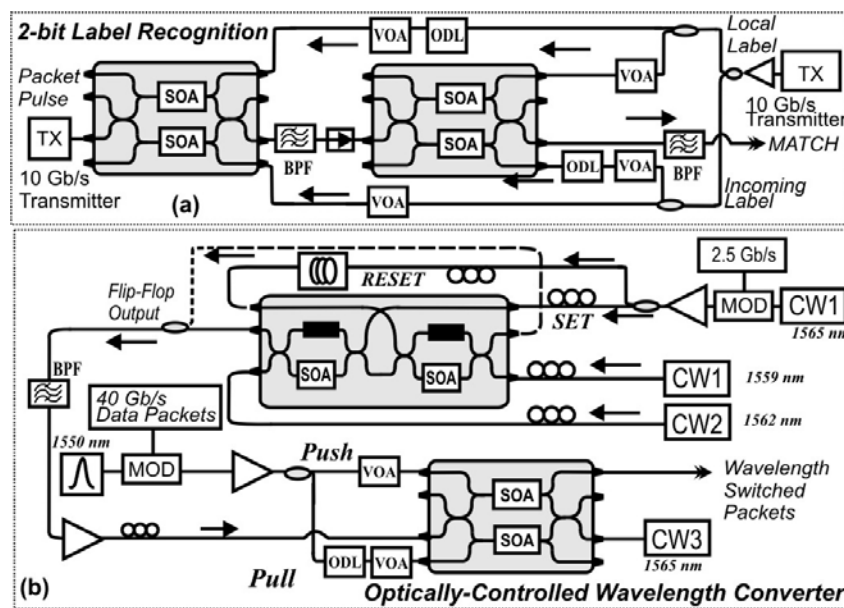 2-bit Label Recognition
VOA
ODL
Local
Label
Packet
Pulse
SOA
SOA
VOA
TX
TX
10 Gb/s
Transmitter
MATCH
BPF
SOA
SOA
BPF
10 Gb/s
Transmitter
ODL
VOA
(a)
VOA
Incoming
Label
2.5 Gb/s
RESET
Flip-Flop
Output
SET
MOD
CW1
1565 nm
BPF
SOA
SOA
CW1
1559 nm
40 Gb/s
Data Packets
CW2
1562 nm
1550 nm
MOD
Push
VOA
Wavelength
Switched
Packets
SOA
SOA
CW3
1565 nm
ODL
VOA
Pull
(b)
Optically-Controlled Wavelength Converter